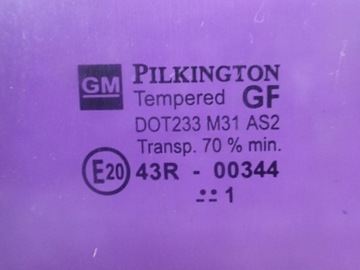 GM PILKINGTON
Tempered GF
DOT233 M31 AS2
Transp. 70 % min.
E20 43R - 00344
..: 1